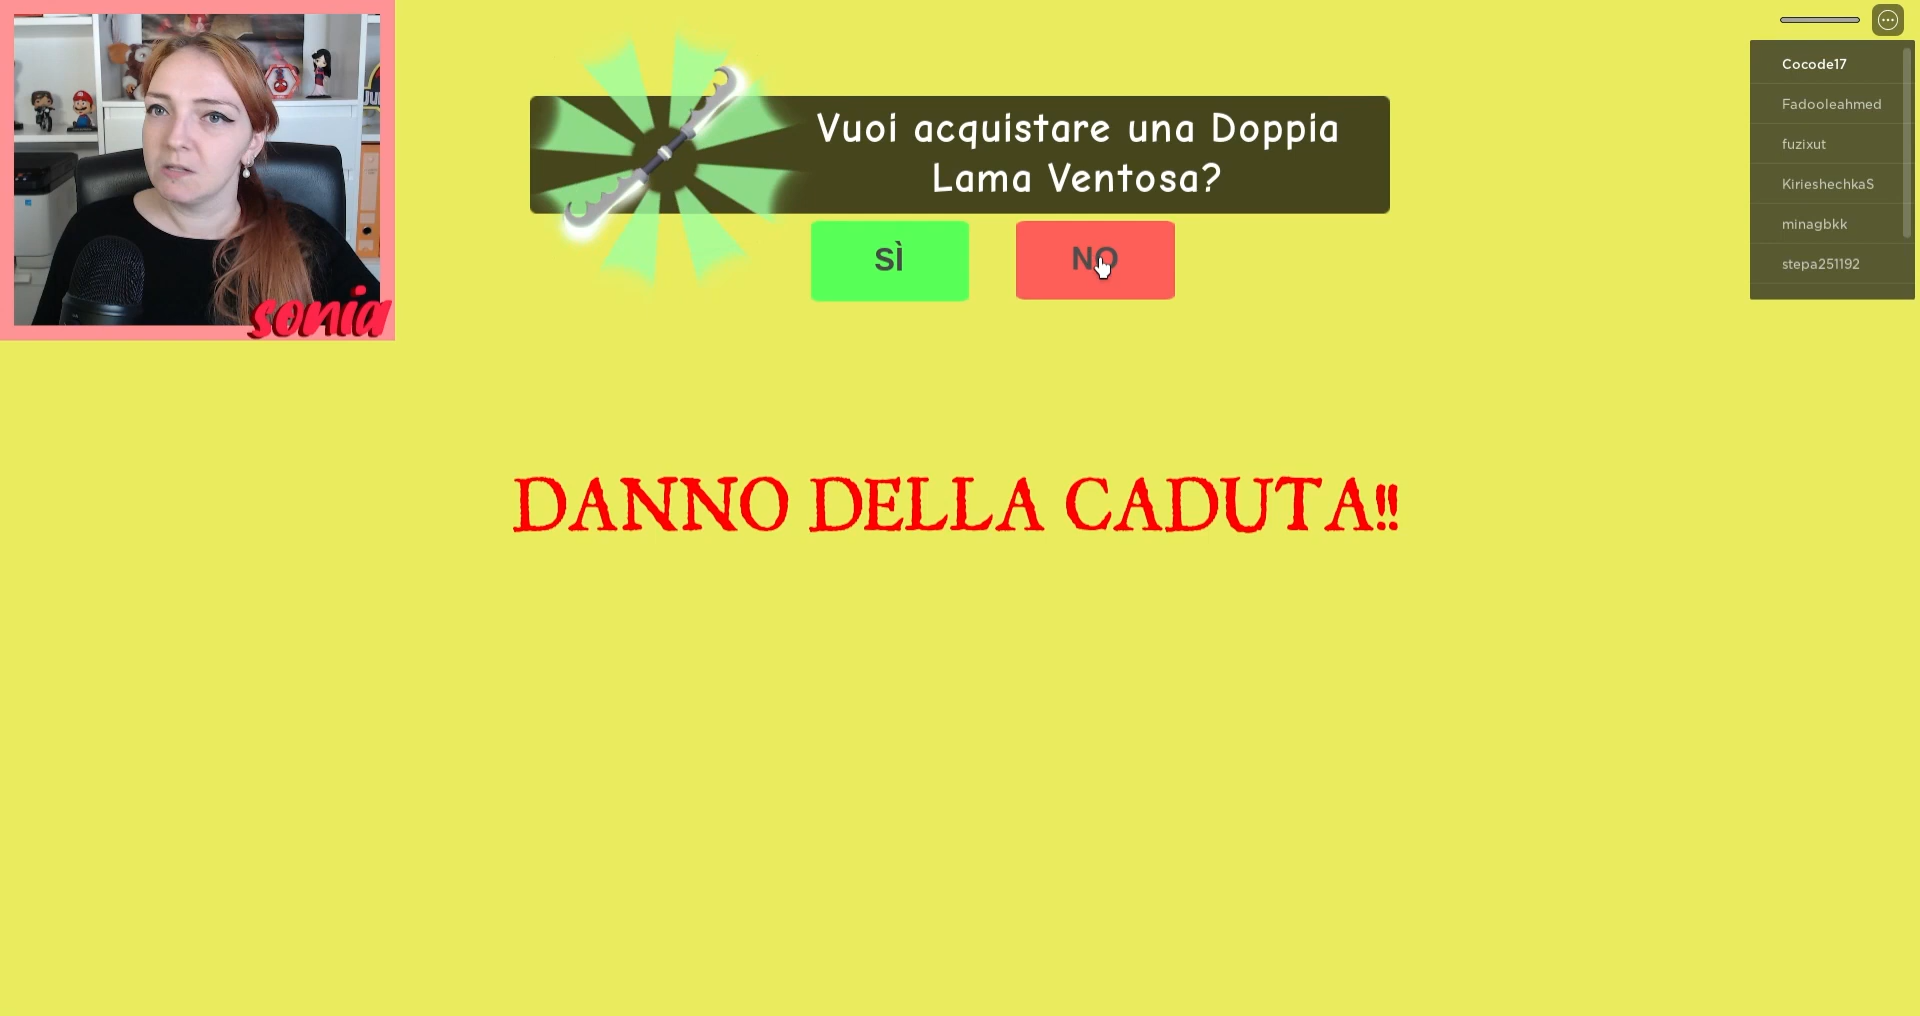 sonia
Vuoi acquistare una Doppia
Lama Ventosa?
SÌ
NO
Cocode17
Fadooleahmed
fuzixut
KirieshechkaS
minagbkk
stepa251192
DANNO DELLA CADUTA!!